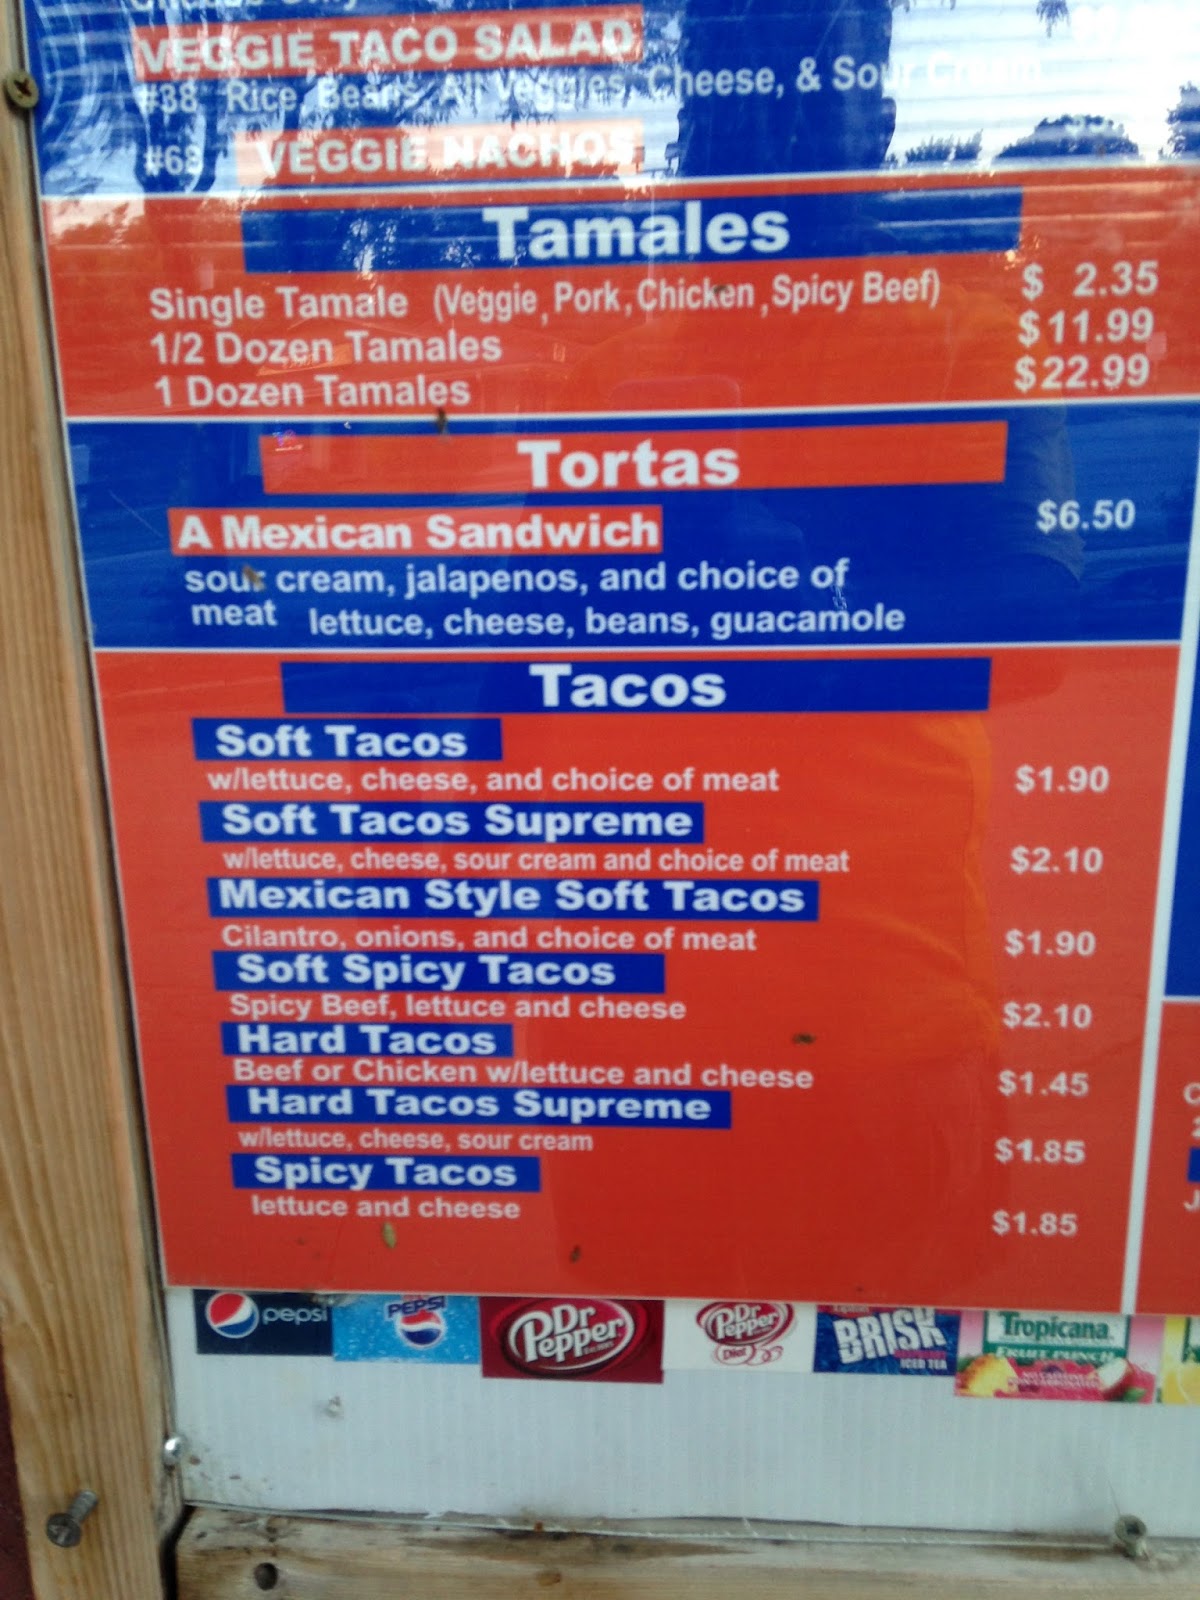 VEGGIE TACO SALAD
#38 Rice, Beans, All Veggies, Cheese, & Sour Cream
VEGGIE NACHOS
Tamales
Single Tamale (Veggie, Pork, Chicken, Spicy Beef) $ 2.35
1/2 Dozen Tamales $11.99
1 Dozen Tamales $22.99
Tortas
A Mexican Sandwich $6.50
sour cream, jalapenos, and choice of
meat lettuce, cheese, beans, guacamole
Tacos
Soft Tacos
w/lettuce, cheese, and choice of meat $1.90
Soft Tacos Supreme
w/lettuce, cheese, sour cream and choice of meat $2.10
Mexican Style Soft Tacos
Cilantro, onions, and choice of meat $1.90
Soft Spicy Tacos
Spicy Beef, lettuce and cheese $2.10
Hard Tacos
Beef or Chicken w/lettuce and cheese $1.45
Hard Tacos Supreme
w/lettuce, cheese, sour cream $1.85
Spicy Tacos
lettuce and cheese $1.85
pepsi PEPSI Dr Pepper Dr Pepper Diet BRISK ICED TEA Tropicana FRUIT PUNCH